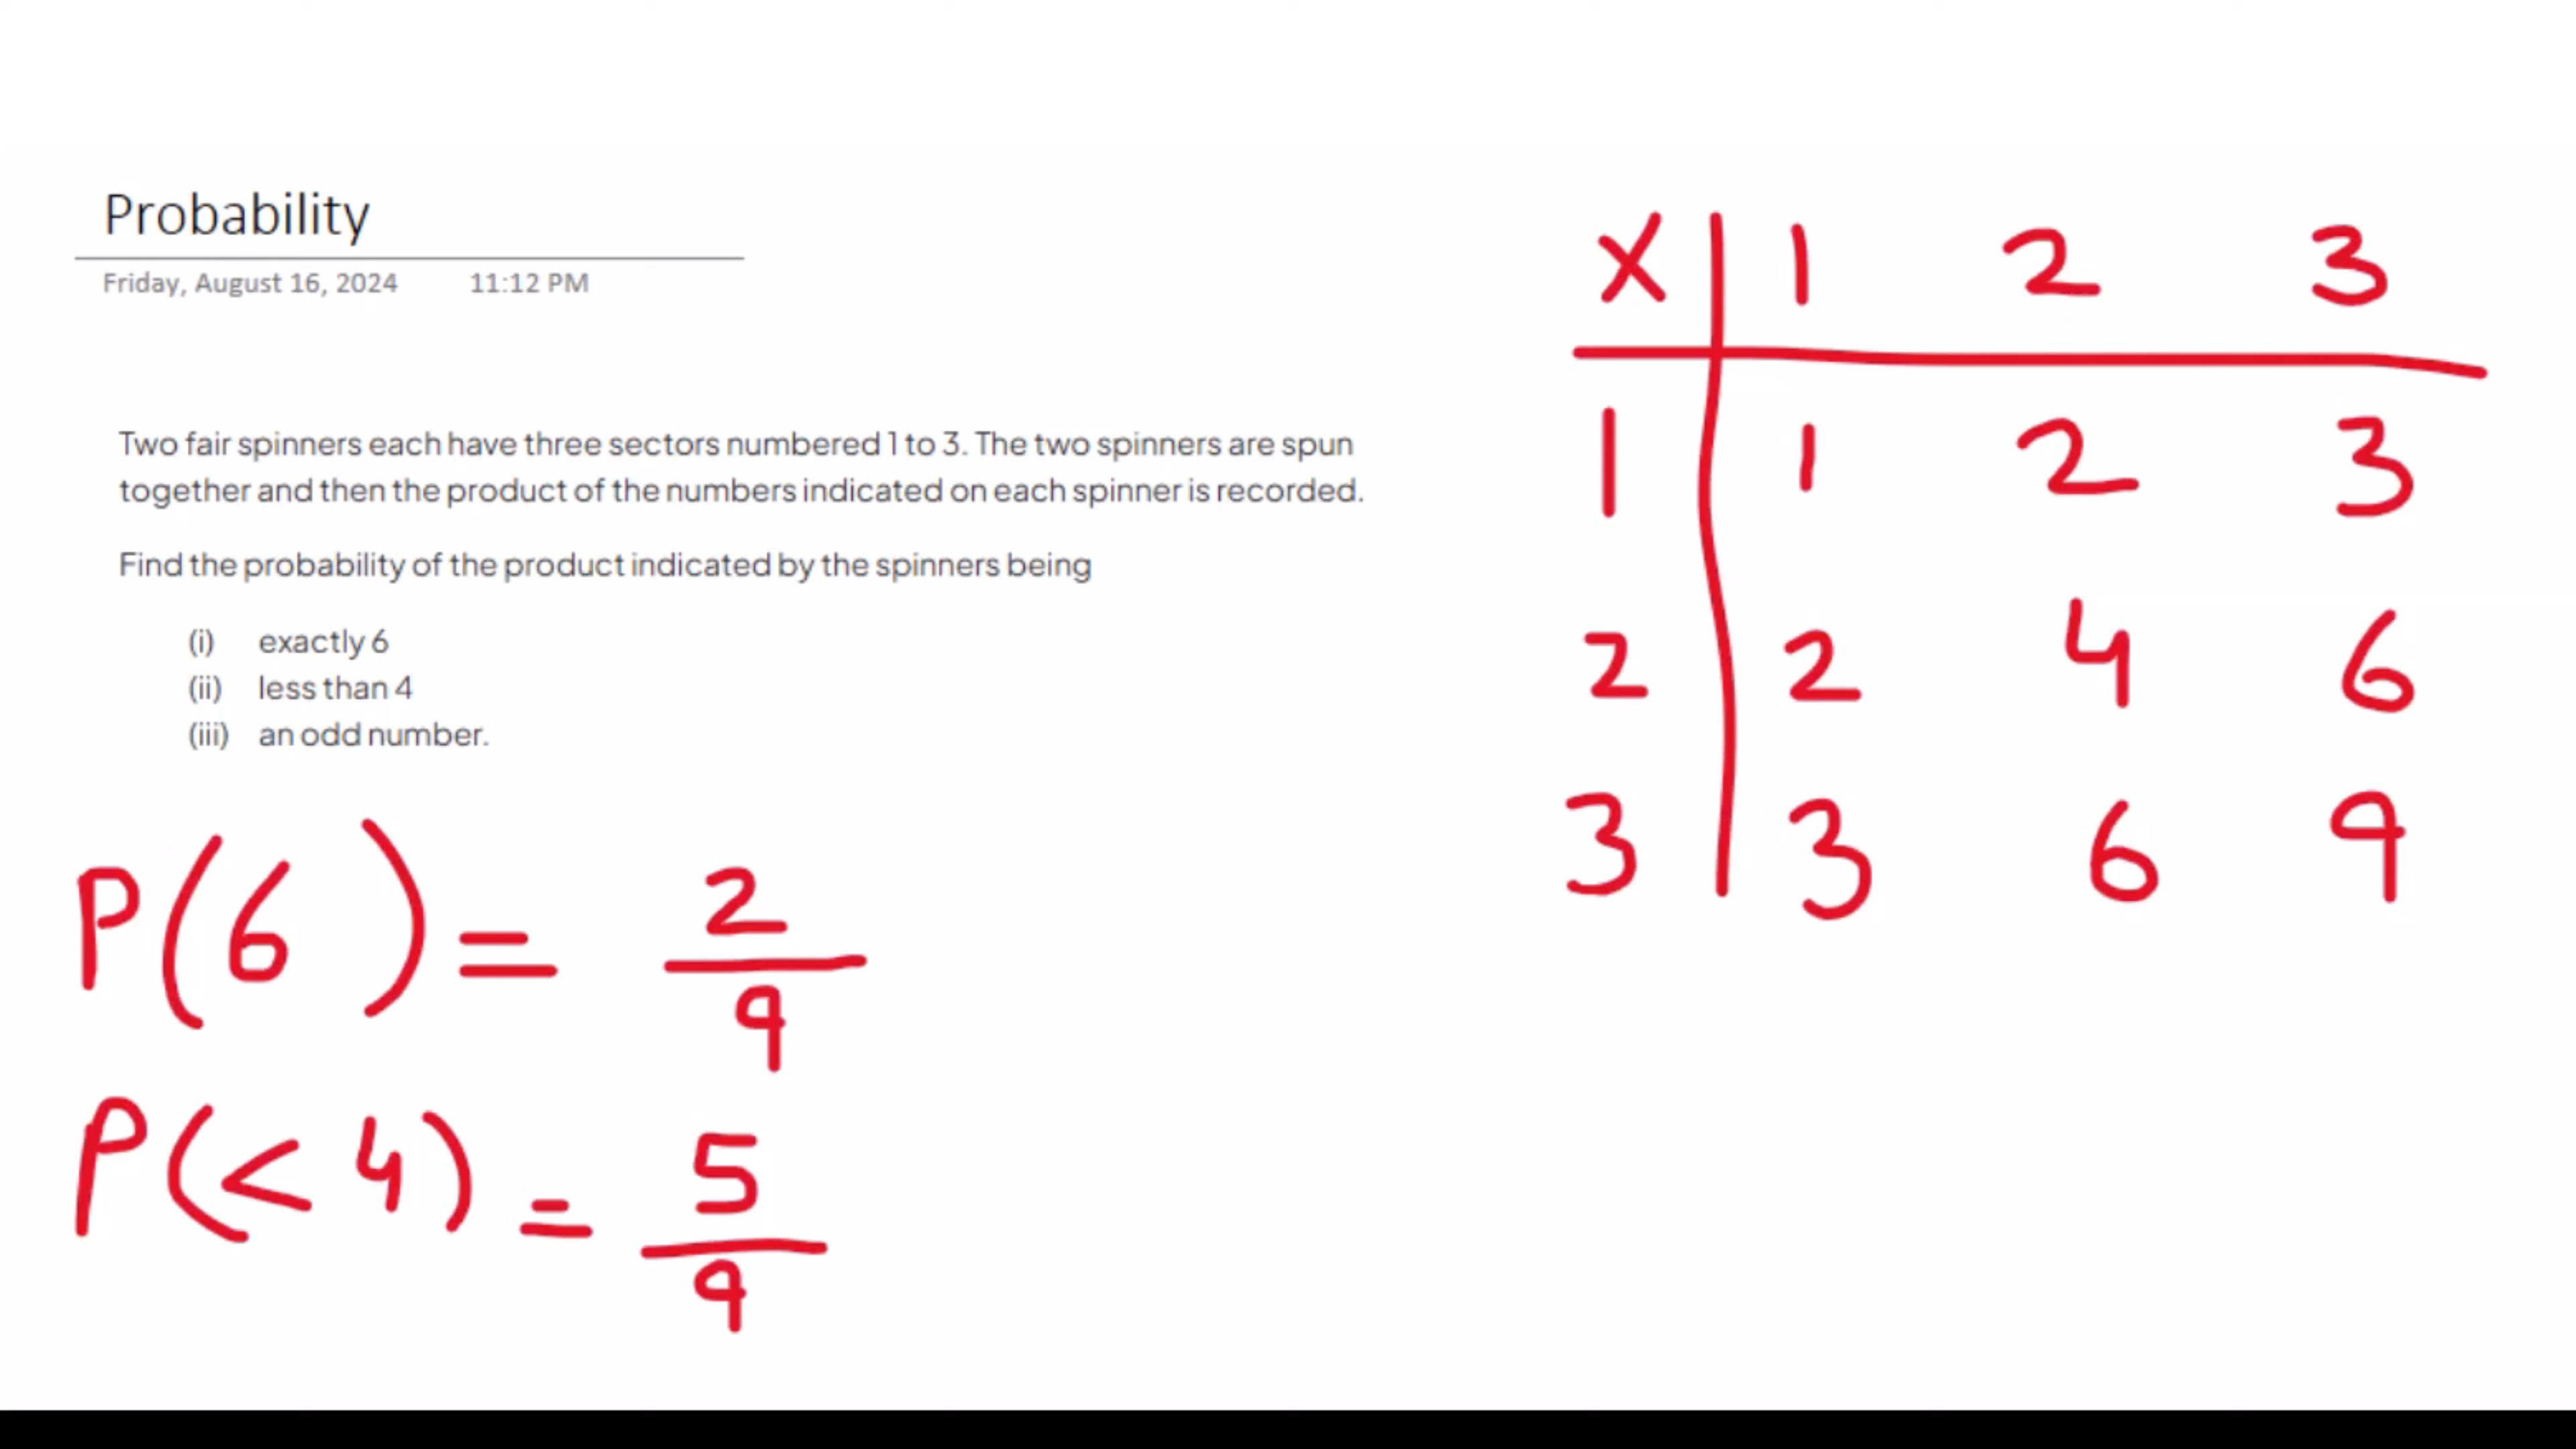 Probability
Friday, August 16, 2024 11:12 PM
Two fair spinners each have three sectors numbered 1 to 3. The two spinners are spun
together and then the product of the numbers indicated on each spinner is recorded.
Find the probability of the product indicated by the spinners being
(i) exactly 6
(ii) less than 4
(iii) an odd number.
P(6) = 2/9
P(< 4) = 5/9
X | 1 2 3
1 | 1 2 3
2 | 2 4 6
3 | 3 6 9